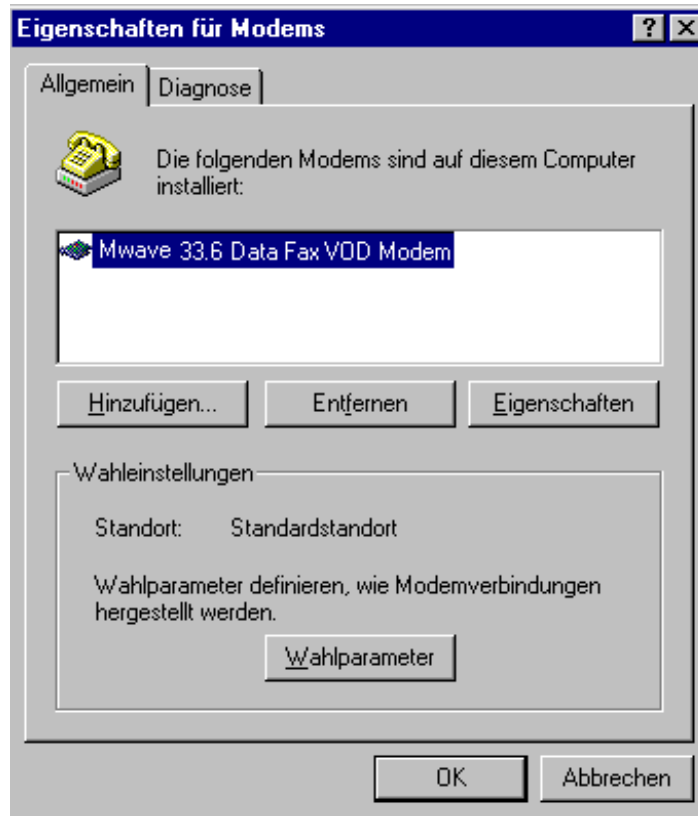 Eigenschaften für Modems
Allgemein
Diagnose
Die folgenden Modems sind auf diesem Computer
installiert:
Mwave 33.6 Data Fax VOD Modem
Hinzufügen...
Entfernen
Eigenschaften
Wahleinstellungen
Standort: Standardstandort
Wahlparameter definieren, wie Modemverbindungen
hergestellt werden.
Wahlparameter
OK
Abbrechen